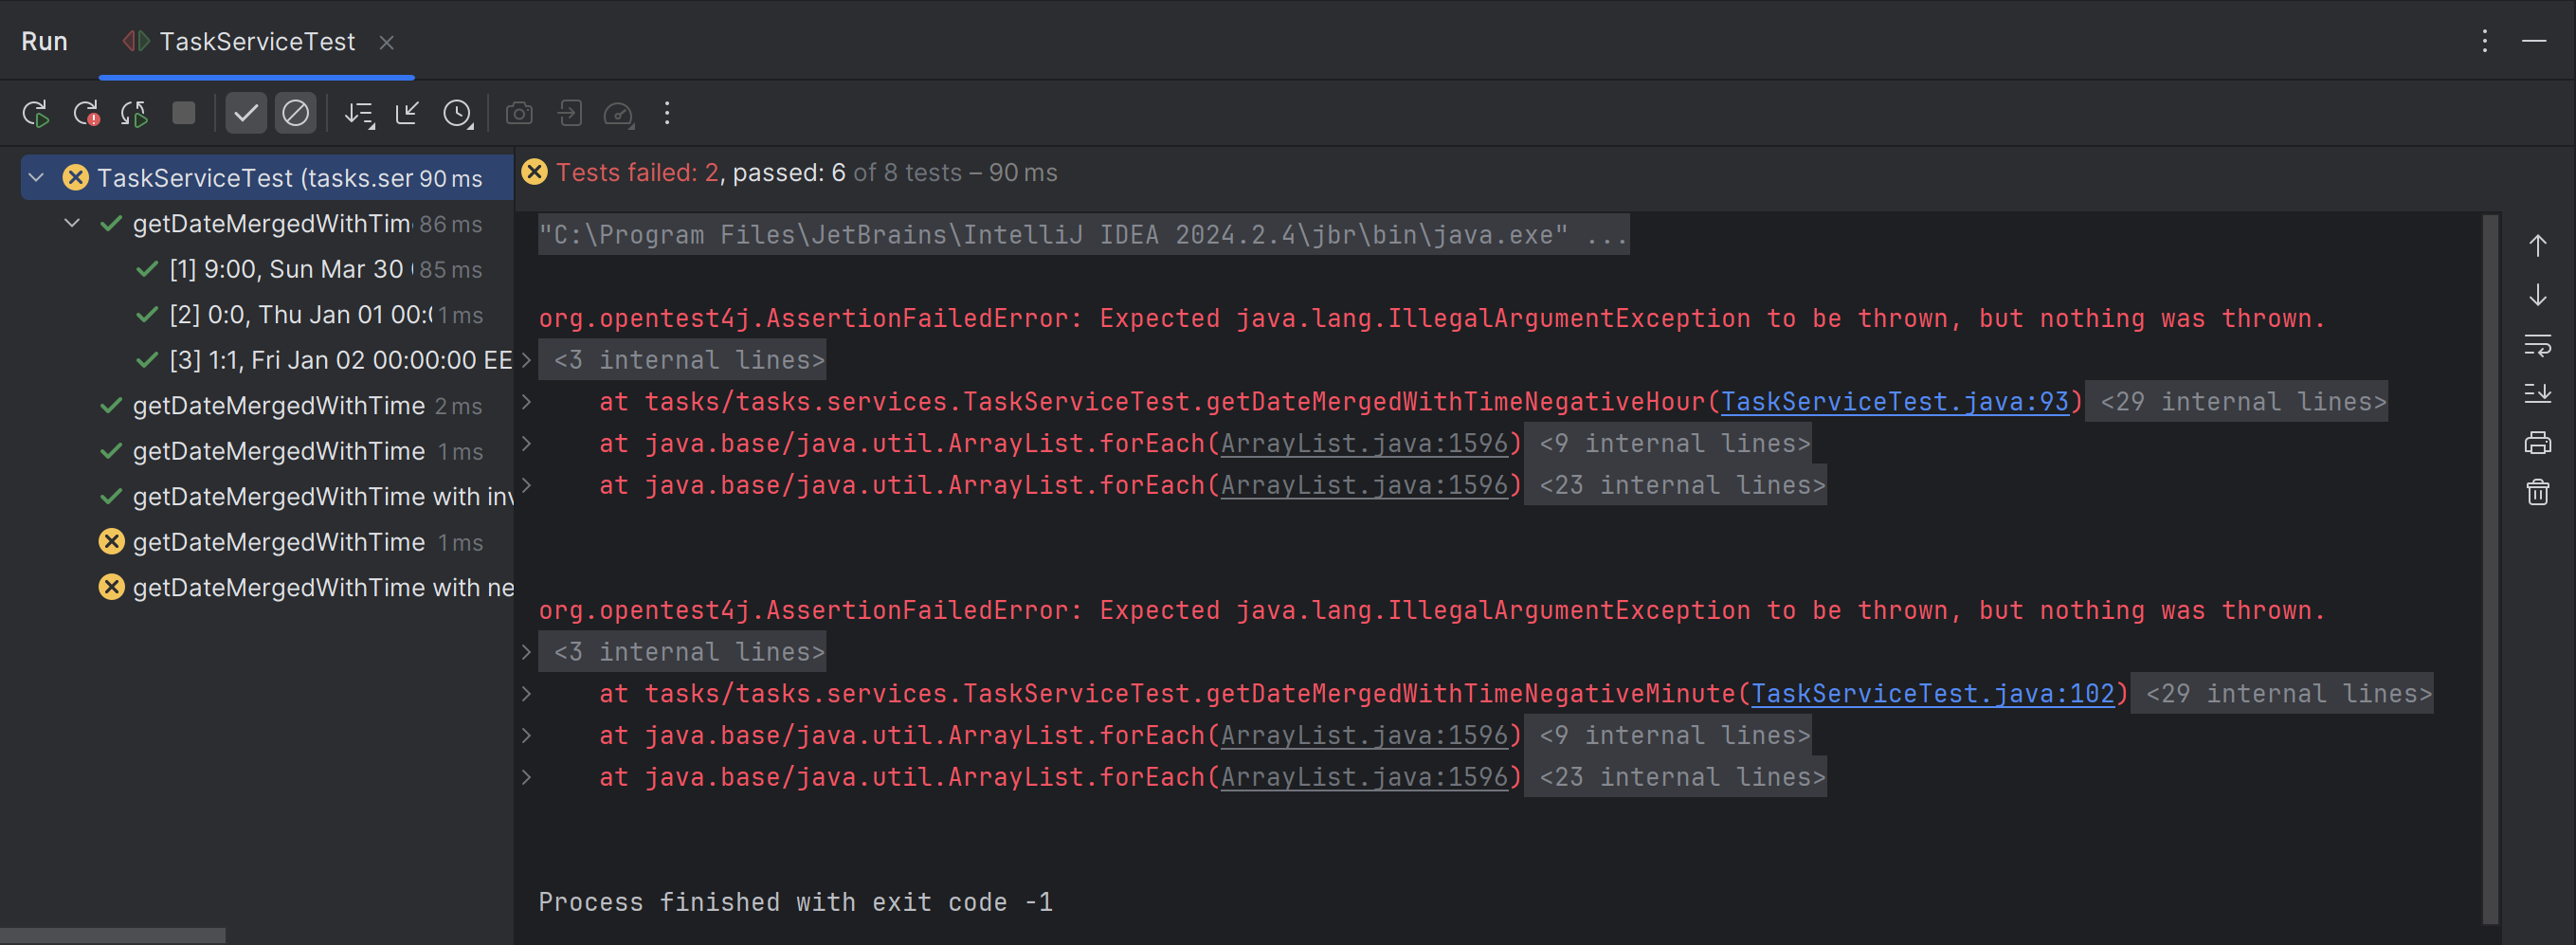 Run TaskServiceTest
TaskServiceTest (tasks.ser 90 ms
getDateMergedWithTim 86 ms
[1] 9:00, Sun Mar 30 85 ms
[2] 0:0, Thu Jan 01 00:0 1 ms
[3] 1:1, Fri Jan 02 00:00:00 EE
getDateMergedWithTime 2 ms
getDateMergedWithTime 1 ms
getDateMergedWithTime with inv
getDateMergedWithTime 1 ms
getDateMergedWithTime with ne
Tests failed: 2, passed: 6 of 8 tests – 90 ms
"C:\Program Files\JetBrains\IntelliJ IDEA 2024.2.4\jbr\bin\java.exe" ...
org.opentest4j.AssertionFailedError: Expected java.lang.IllegalArgumentException to be thrown, but nothing was thrown.
<3 internal lines>
at tasks/tasks.services.TaskServiceTest.getDateMergedWithTimeNegativeHour(TaskServiceTest.java:93) <29 internal lines>
at java.base/java.util.ArrayList.forEach(ArrayList.java:1596) <9 internal lines>
at java.base/java.util.ArrayList.forEach(ArrayList.java:1596) <23 internal lines>
org.opentest4j.AssertionFailedError: Expected java.lang.IllegalArgumentException to be thrown, but nothing was thrown.
<3 internal lines>
at tasks/tasks.services.TaskServiceTest.getDateMergedWithTimeNegativeMinute(TaskServiceTest.java:102) <29 internal lines>
at java.base/java.util.ArrayList.forEach(ArrayList.java:1596) <9 internal lines>
at java.base/java.util.ArrayList.forEach(ArrayList.java:1596) <23 internal lines>
Process finished with exit code -1